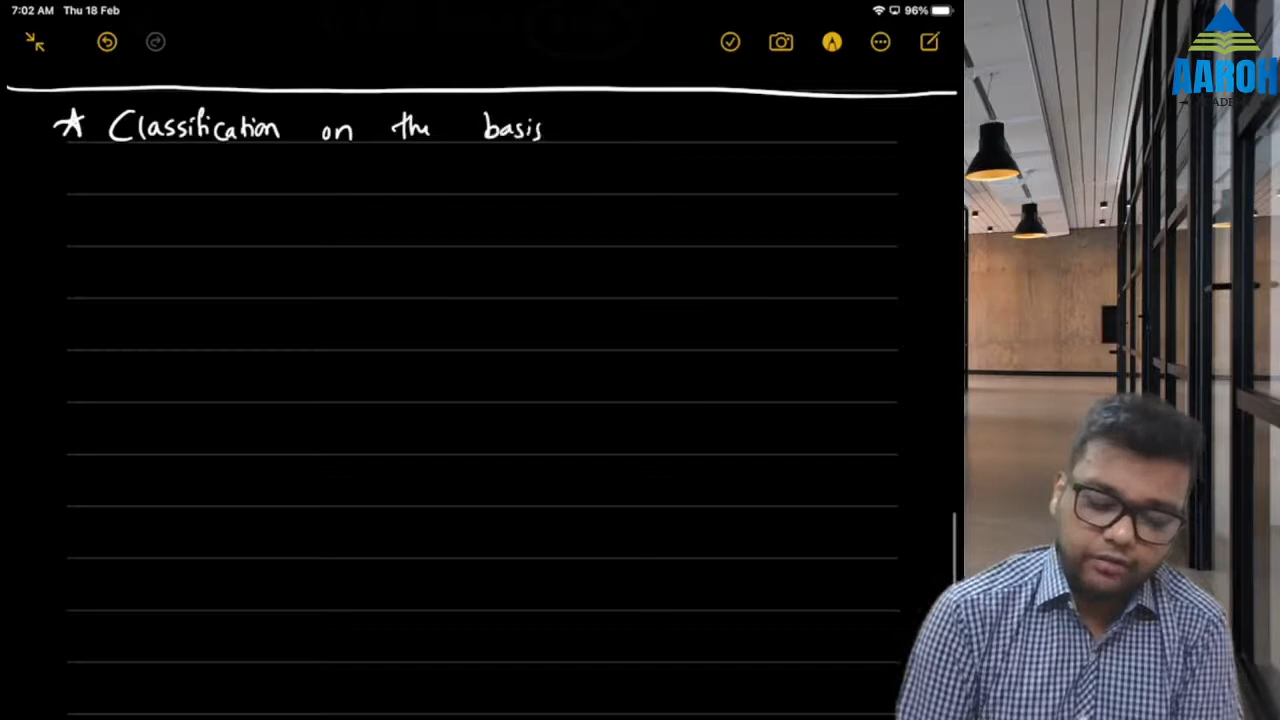 7:02 AM Thu 18 Feb
96%
★ Classification on the basis
AAROH